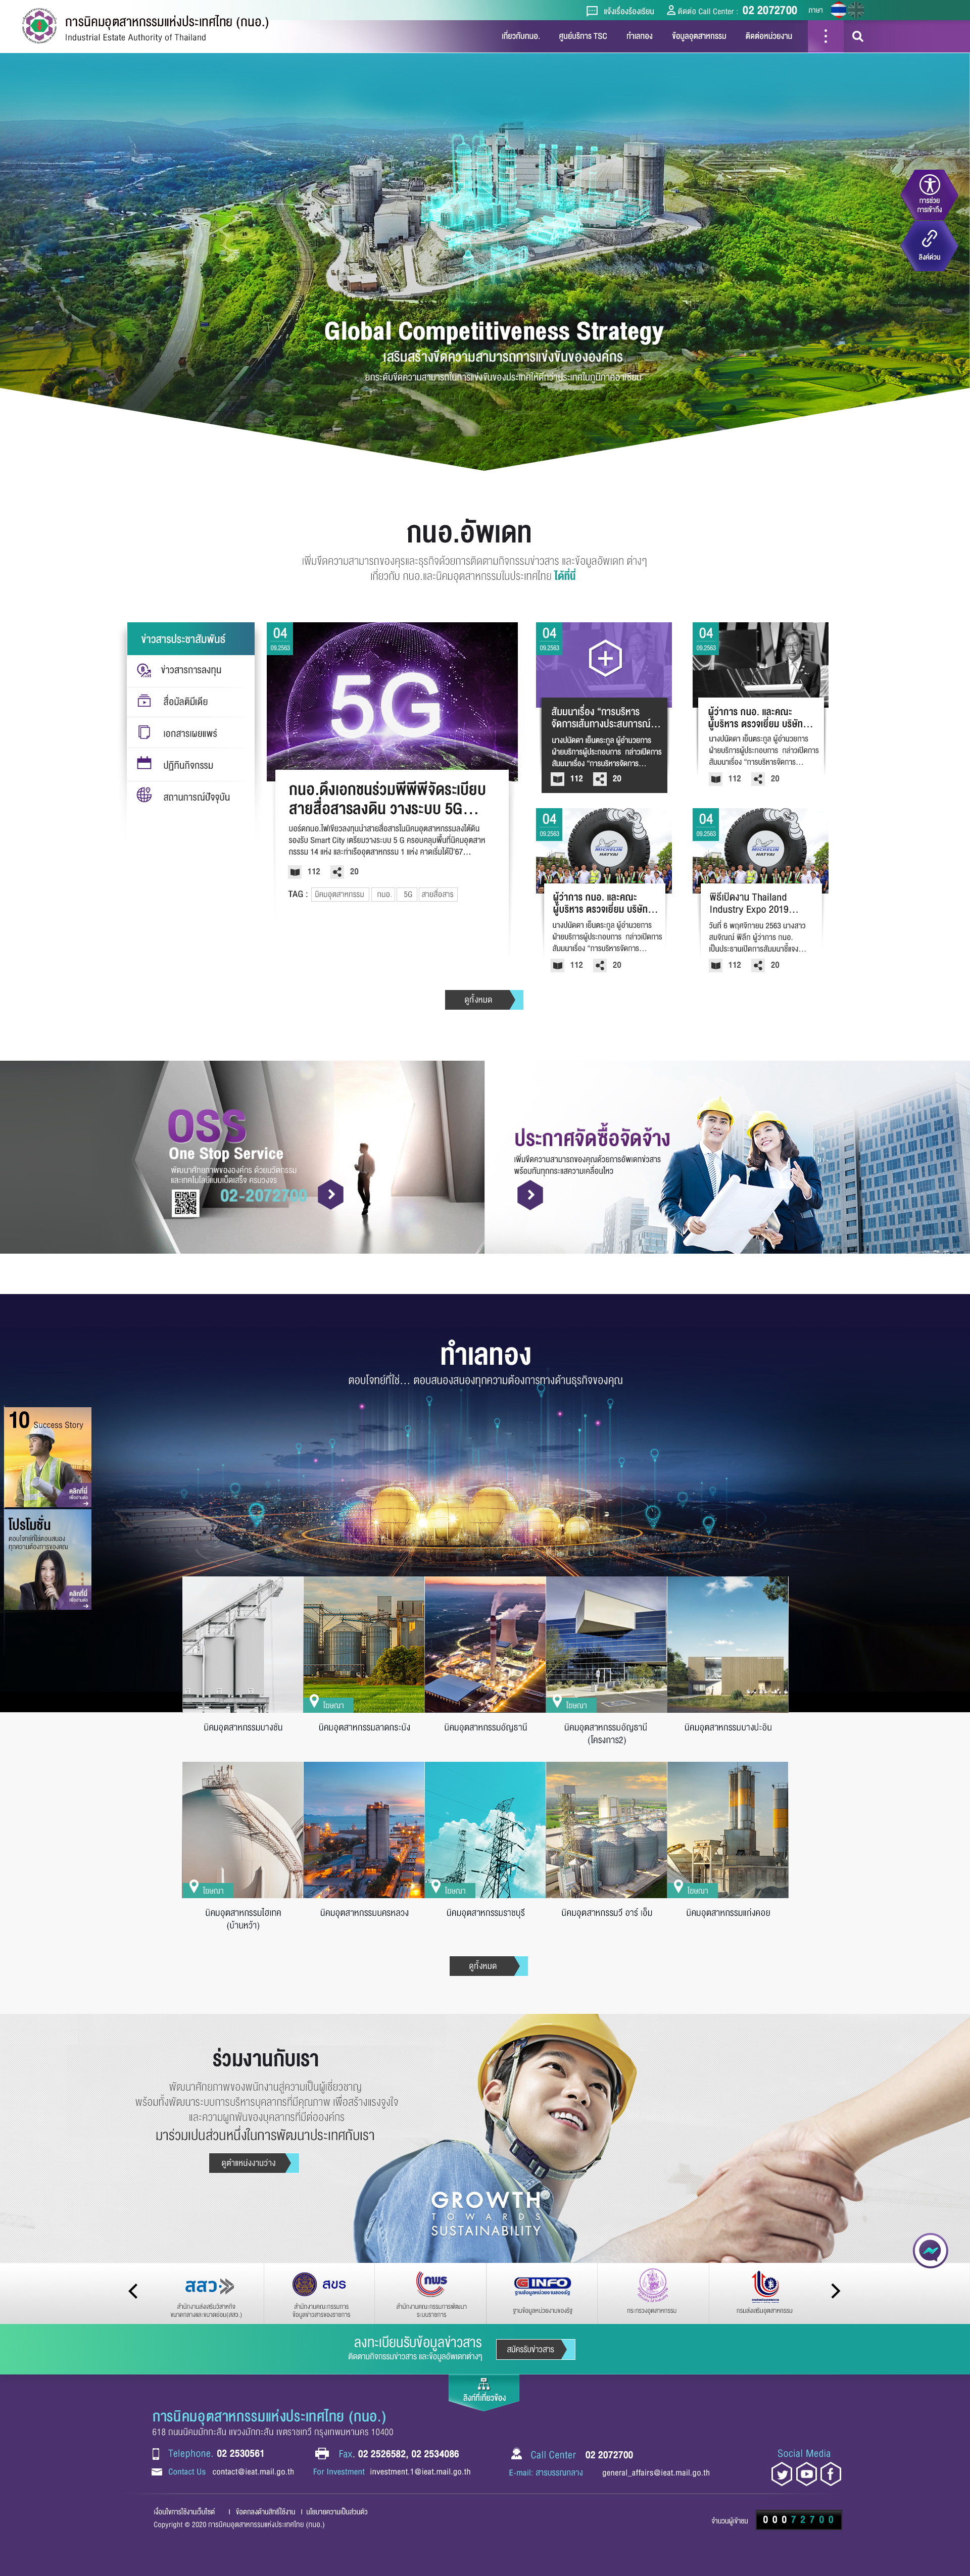 การนิคมอุตสาหกรรมแห่งประเทศไทย (กนอ.)
Industrial Estate Authority of Thailand
แจ้งเรื่องร้องเรียน
ติดต่อ Call Center : 02 2072700
ภาษา
เกี่ยวกับกนอ.
ศูนย์บริการ TSC
ทำเลทอง
ข้อมูลอุตสาหกรรม
ติดต่อหน่วยงาน
การช่วย
การเข้าถึง
ลิงค์ด่วน
Global Competitiveness Strategy
เสริมสร้างขีดความสามารถการแข่งขันขององค์กร
ยกระดับขีดความสามารถในการแข่งขันของประเทศให้ดีกว่าประเทศในภูมิภาคอาเซียน
กนอ.อัพเดท
เพิ่มขีดความสามารถของคุรและธุรกิจด้วยการติดตามกิจกรรมข่าวสาร และข้อมูลอัพเดท ต่างๆ
เกี่ยวกับ กนอ.และนิคมอุตสาหกรรมในประเทศไทย ได้ที่นี่
ข่าวสารประชาสัมพันธ์
ข่าวสารการลงทุน
สื่อมัลติมีเดีย
เอกสารเผยแพร่
ปฏิทินกิจกรรม
สถานการณ์ปัจจุบัน
04
09.2563
5G
กนอ.ดึงเอกชนร่วมพีพีพีจัดระเบียบ
สายสื่อสารลงดิน วางระบบ 5G...
บอร์ดกนอ.ไฟเขียวลงทุนนำสายสื่อสารในนิคมอุตสาหกรรมลงใต้ดิน
รองรับ Smart City เตรียมวางระบบ 5 G ครอบคลุมพื้นที่นิคมอุตสาห
กรรม 14 แห่ง และท่าเรืออุตสาหกรรม 1 แห่ง คาดเริ่มได้ปี'67...
112 20
TAG : นิคมอุตสาหกรรม กนอ. 5G สายสื่อสาร
04
09.2563
สัมมนาเรื่อง "การบริหาร
จัดการเส้นทางประสบการณ์...
นางปนัดดา เย็นตระกูล ผู้อำนวยการ
ฝ่ายบริการผู้ประกอบการ กล่าวเปิดการ
สัมมนาเรื่อง "การบริหารจัดการ...
112 20
04
09.2563
ผู้ว่าการ กนอ. และคณะ
ผู้บริหาร ตรวจเยี่ยม บริษัท...
นางปนัดดา เย็นตระกูล ผู้อำนวยการ
ฝ่ายบริการผู้ประกอบการ กล่าวเปิดการ
สัมมนาเรื่อง "การบริหารจัดการ...
112 20
04
09.2563
MICHELIN
HATYAI
ผู้ว่าการ กนอ. และคณะ
ผู้บริหาร ตรวจเยี่ยม บริษัท...
นางปนัดดา เย็นตระกูล ผู้อำนวยการ
ฝ่ายบริการผู้ประกอบการ กล่าวเปิดการ
สัมมนาเรื่อง "การบริหารจัดการ...
112 20
04
09.2563
MICHELIN
HATYAI
พิธีเปิดงาน Thailand
Industry Expo 2019...
วันที่ 6 พฤศจิกายน 2563 นางสาว
สมจิณณ์ พิลึก ผู้ว่าการ กนอ.
เป็นประธานเปิดการสัมมนาชี้แจง...
112 20
ดูทั้งหมด
OSS
One Stop Service
พัฒนาศักยภาพขององค์กร ด้วยนวัตกรรม
และเทคโนโลยีแบบเบ็ดเสร็จ ครบวงจร
02-2072700
ประกาศจัดซื้อจัดจ้าง
เพิ่มขีดความสามารถของคุณด้วยการอัพเดทข่าวสาร
พร้อมทันทุกกระแสความเคลื่อนไหว
ทำเลทอง
ตอบโจทย์ที่ใช่... ตอบสนองสนองทุกความต้องการทางด้านธุรกิจของคุณ
10 Success Story
คลิกที่นี่
เพื่ออ่านต่อ
โปรโมชั่น
ตอบโจทย์ที่ใช่ตอบสนอง
ทุกความต้องการของคุณ
คลิกที่นี่
เพื่ออ่านต่อ
โฆษณา
โฆษณา
นิคมอุตสาหกรรมบางชัน
นิคมอุตสาหกรรมลาดกระบัง
นิคมอุตสาหกรรมอัญธานี
นิคมอุตสาหกรรมอัญธานี
(โครงการ2)
นิคมอุตสาหกรรมบางปะอิน
โฆษณา
โฆษณา
โฆษณา
นิคมอุตสาหกรรมไฮเทค
(บ้านหว้า)
นิคมอุตสาหกรรมนครหลวง
นิคมอุตสาหกรรมราชบุรี
นิคมอุตสาหกรรมวี อาร์ เอ็ม
นิคมอุตสาหกรรมแก่งคอย
ดูทั้งหมด
ร่วมงานกับเรา
พัฒนาศักยภาพของพนักงานสู่ความเป็นผู้เชี่ยวชาญ
พร้อมทั้งพัฒนาระบบการบริหารบุคลากรที่มีคุณภาพ เพื่อสร้างแรงจูงใจ
และความผูกพันของบุคลากรที่มีต่อองค์กร
มาร่วมเป็นส่วนหนึ่งในการพัฒนาประเทศกับเรา
ดูตำแหน่งงานว่าง
GROWTH
TOWARDS
SUSTAINABILITY
สสว
สำนักงานส่งเสริมวิสาหกิจ
ขนาดกลางและขนาดย่อม(สสว.)
สขร
สำนักงานคณะกรรมการ
ข้อมูลข่าวสารของราชการ
กพร
สำนักงานคณะกรรมการพัฒนา
ระบบราชการ
GINFO
ฐานข้อมูลหน่วยงานของรัฐ
ฐานข้อมูลหน่วยงานของรัฐ
กระทรวงอุตสาหกรรม
กรมส่งเสริมอุตสาหกรรม
ลงทะเบียนรับข้อมูลข่าวสาร
ติดตามกิจกรรมข่าวสาร และข้อมูลอัพเดทต่างๆ
สมัครรับข่าวสาร
ลิงก์ที่เกี่ยวข้อง
การนิคมอุตสาหกรรมแห่งประเทศไทย (กนอ.)
618 ถนนนิคมมักกะสัน แขวงมักกะสัน เขตราชเทวี กรุงเทพมหานคร 10400
Telephone. 02 2530561
Fax. 02 2526582, 02 2534086
Call Center 02 2072700
Social Media
Contact Us contact@ieat.mail.go.th
For Investment investment.1@ieat.mail.go.th
E-mail: สารบรรณกลาง general_affairs@ieat.mail.go.th
เงื่อนไขการใช้งานเว็บไซต์ | ข้อตกลงด้านสิทธิ์ใช้งาน | นโยบายความเป็นส่วนตัว
Copyright © 2020 การนิคมอุตสาหกรรมแห่งประเทศไทย (กนอ.)
จำนวนผู้เข้าชม 00072700